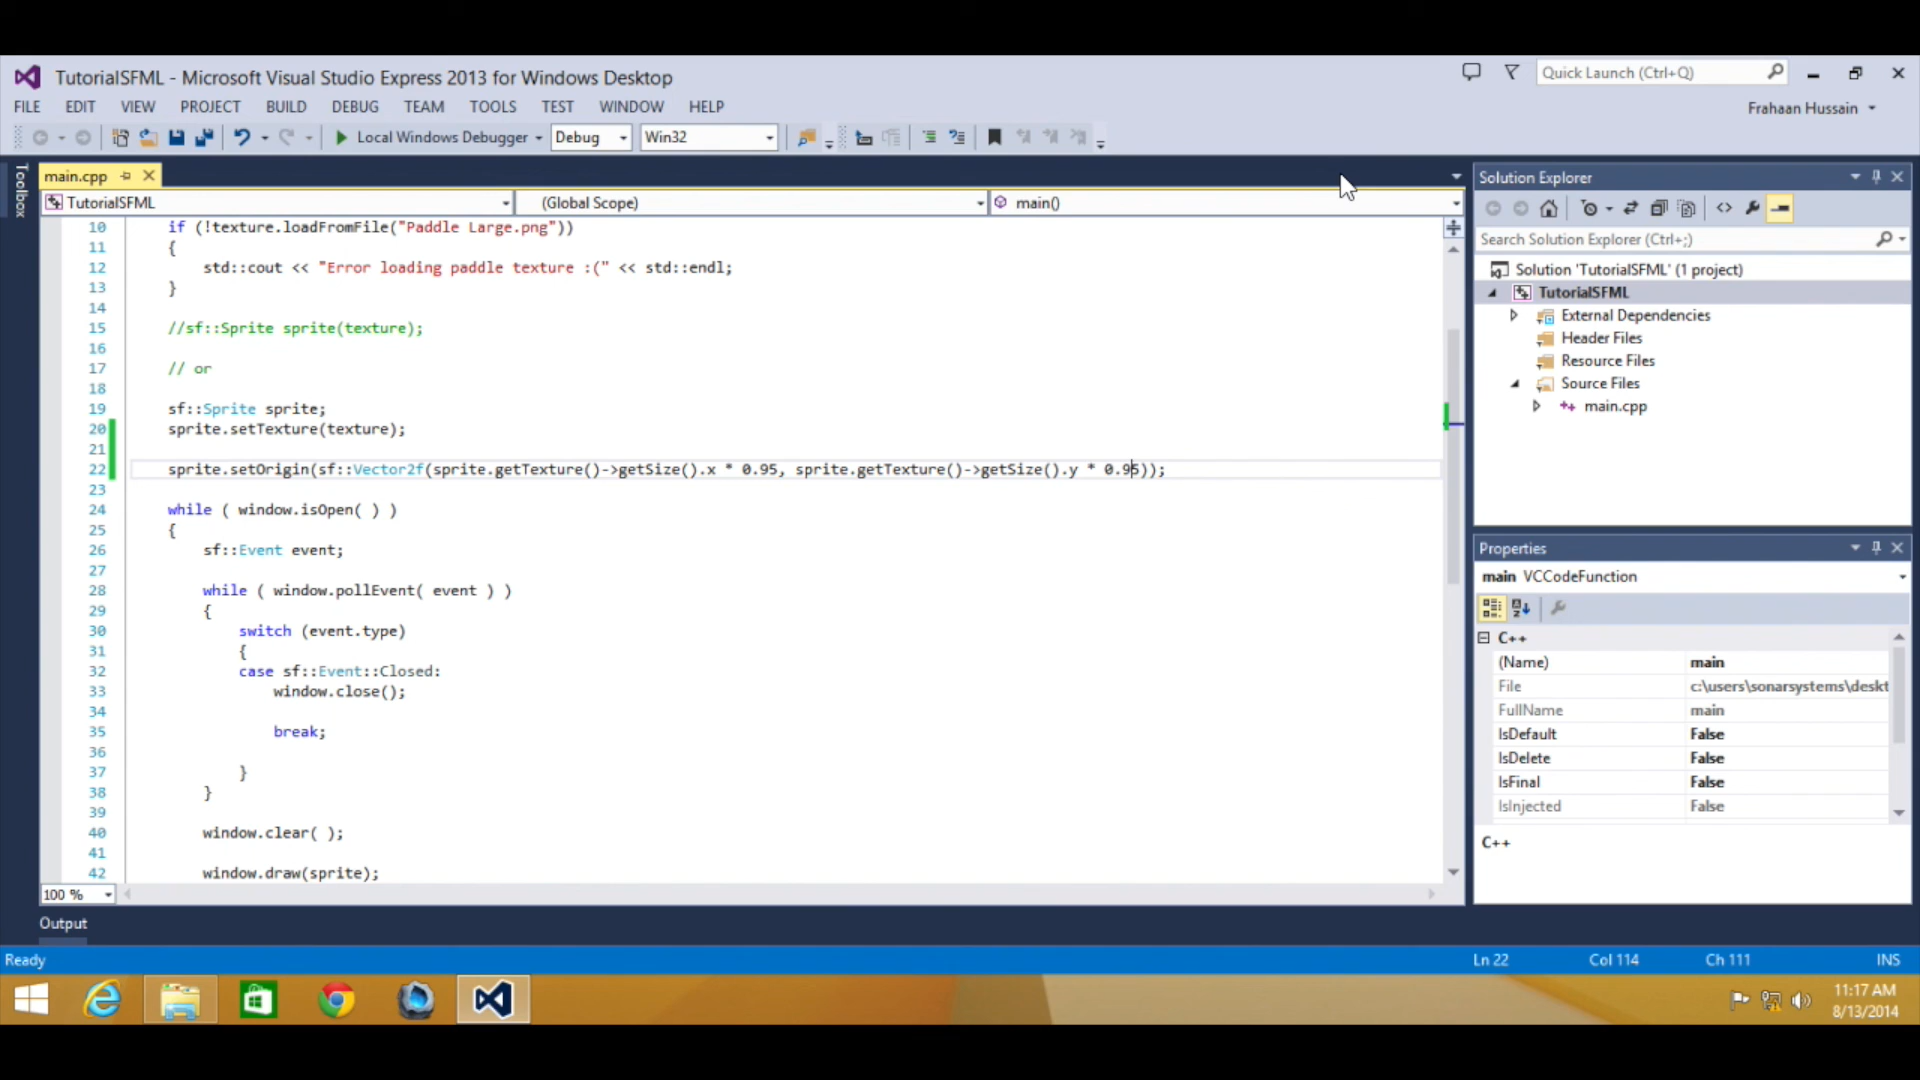 TutorialSFML - Microsoft Visual Studio Express 2013 for Windows Desktop
Quick Launch (Ctrl+Q)
FILE EDIT VIEW PROJECT BUILD DEBUG TEAM TOOLS TEST WINDOW HELP
Frahaan Hussain
Local Windows Debugger Debug Win32
Toolbox
main.cpp
TutorialSFML (Global Scope) main()
10 if (!texture.loadFromFile("Paddle Large.png"))
11 {
12 std::cout << "Error loading paddle texture :(" << std::endl;
13 }
14
15 //sf::Sprite sprite(texture);
16
17 // or
18
19 sf::Sprite sprite;
20 sprite.setTexture(texture);
21
22 sprite.setOrigin(sf::Vector2f(sprite.getTexture()->getSize().x * 0.95, sprite.getTexture()->getSize().y * 0.95));
23
24 while ( window.isOpen( ) )
25 {
26 sf::Event event;
27
28 while ( window.pollEvent( event ) )
29 {
30 switch (event.type)
31 {
32 case sf::Event::Closed:
33 window.close();
34
35 break;
36
37 }
38 }
39
40 window.clear( );
41
42 window.draw(sprite);
100 %
Output
Solution Explorer
Search Solution Explorer (Ctrl+;)
Solution 'TutorialSFML' (1 project)
TutorialSFML
External Dependencies
Header Files
Resource Files
Source Files
main.cpp
Properties
main VCCodeFunction
C++
(Name) main
File c:\users\sonarsystems\deskt
FullName main
IsDefault False
IsDelete False
IsFinal False
IsInjected False
C++
Ready Ln 22 Col 114 Ch 111 INS
11:17 AM
8/13/2014